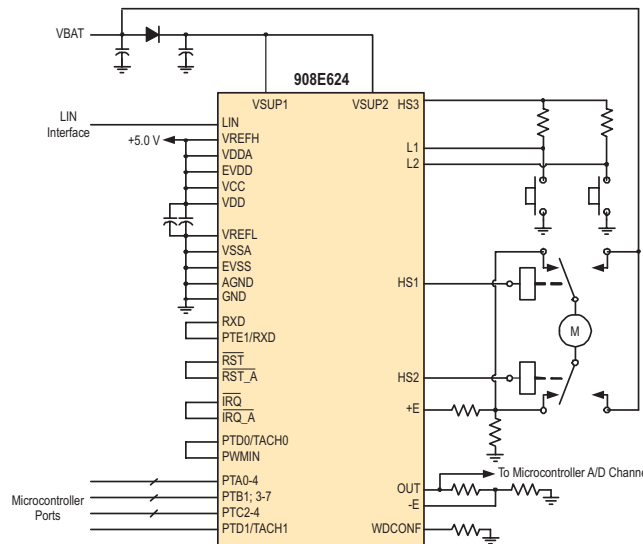 VBAT
908E624
VSUP1
VSUP2
HS3
LIN
Interface
LIN
+5.0 V
VREFH
VDDA
EVDD
VCC
VDD
VREFL
VSSA
EVSS
AGND
GND
L1
L2
HS1
M
HS2
+E
RXD
PTE1/RXD
RST
RST_A
IRQ
IRQ_A
PTD0/TACH0
PWMIN
Microcontroller
Ports
PTA0-4
PTB1; 3-7
PTC2-4
PTD1/TACH1
To Microcontroller A/D Channe
OUT
-E
WDCONF